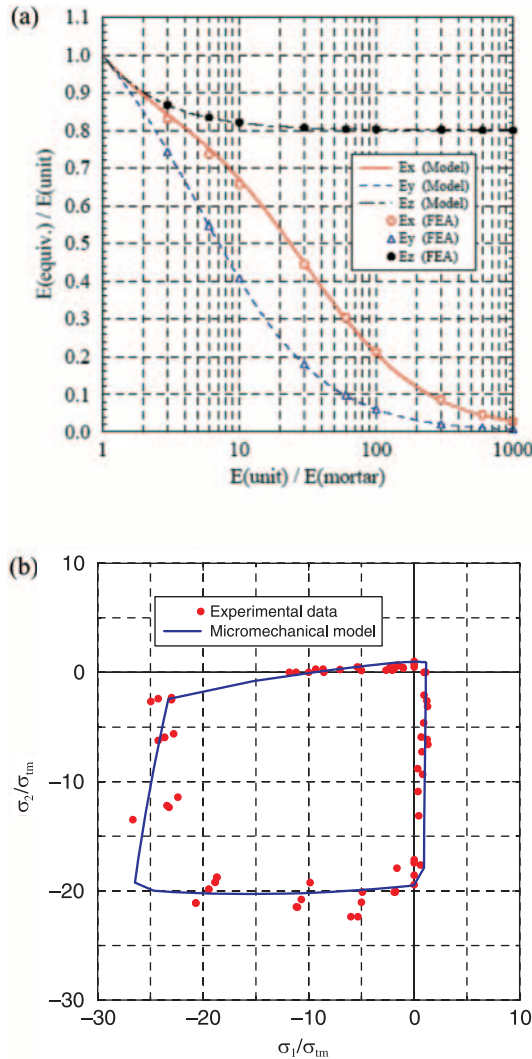 (a)
1.1
1.0
0.9
0.8
0.7
0.6
0.5
0.4
0.3
0.2
0.1
0.0
E(equiv.) / E(unit)
Ex (Model)
Ey (Model)
Ez (Model)
Ex (FEA)
Ey (FEA)
Ez (FEA)
1 10 100 1000
E(unit) / E(mortar)
(b)
10
0
−10
−20
−30
σ2/σtm
Experimental data
Micromechanical model
−30 −20 −10 0 10
σ1/σtm